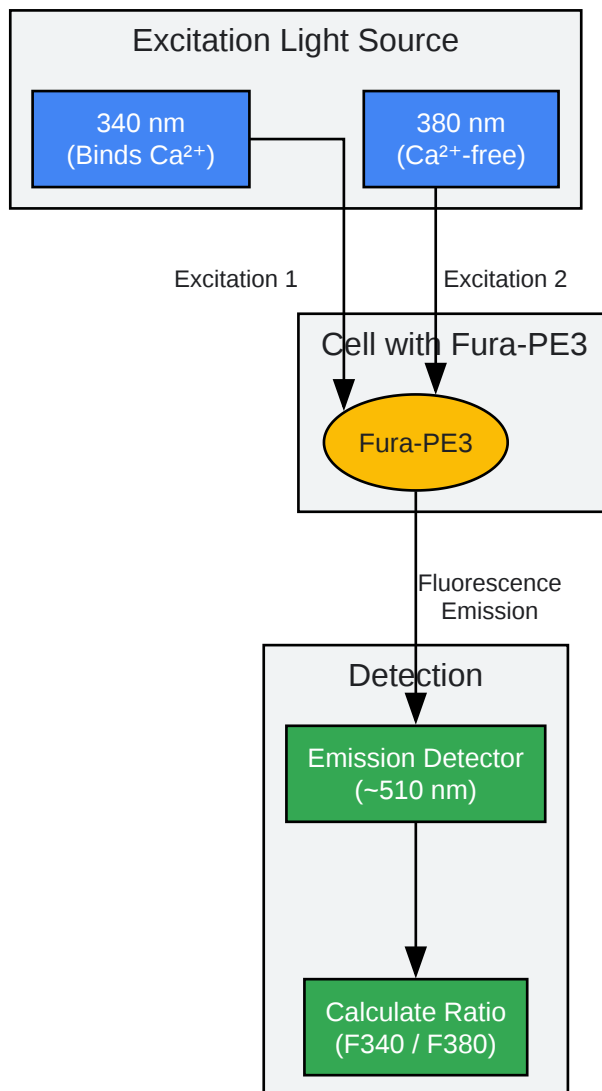 Excitation Light Source
340 nm
(Binds Ca²⁺)
380 nm
(Ca²⁺-free)
Excitation 1
Excitation 2
Cell with Fura-PE3
Fura-PE3
Fluorescence
Emission
Detection
Emission Detector
(~510 nm)
Calculate Ratio
(F340 / F380)